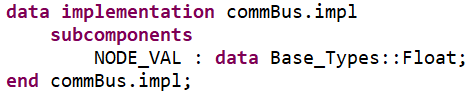 data implementation commBus.impl
subcomponents
NODE_VAL : data Base_Types::Float;
end commBus.impl;